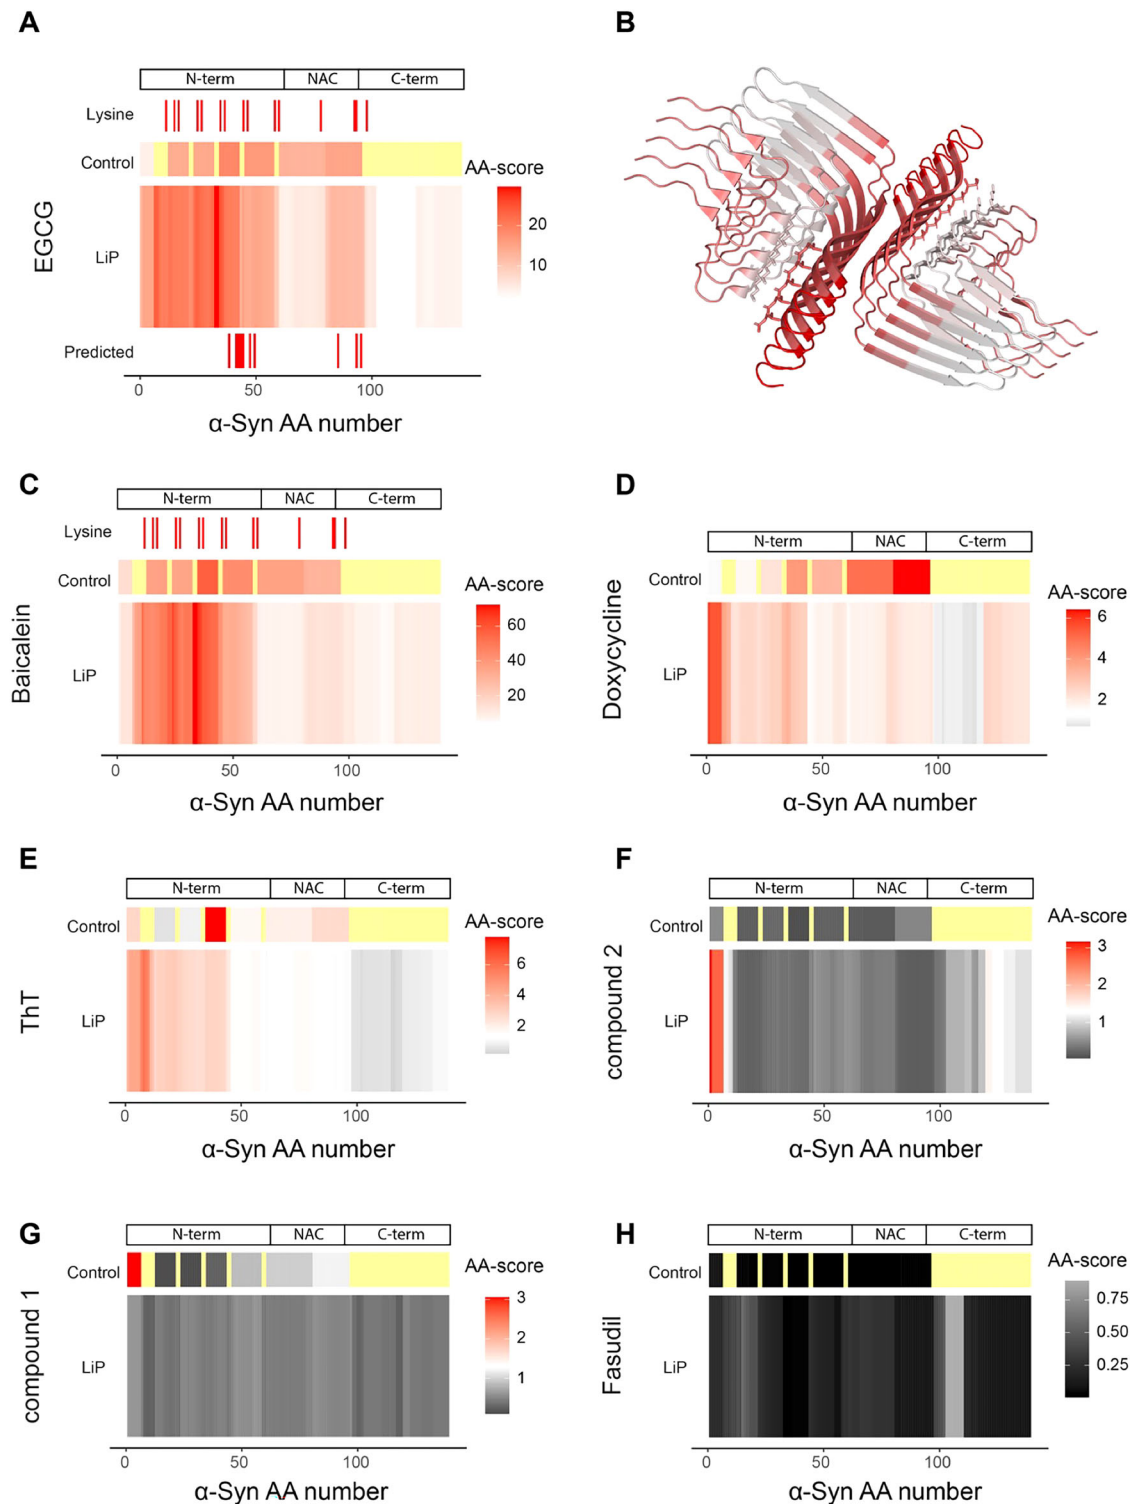 A
B
N-term NAC C-term
Lysine
Control
AA-score
20
10
LiP
EGCG
Predicted
0 50 100
α-Syn AA number
C
D
N-term NAC C-term
Lysine
Control
AA-score
60
40
20
LiP
Baicalein
0 50 100
α-Syn AA number
N-term NAC C-term
Control
AA-score
6
4
2
LiP
Doxycycline
0 50 100
α-Syn AA number
E
F
N-term NAC C-term
Control
AA-score
6
4
2
LiP
ThT
0 50 100
α-Syn AA number
N-term NAC C-term
Control
AA-score
3
2
1
LiP
compound 2
0 50 100
α-Syn AA number
G
H
N-term NAC C-term
Control
AA-score
3
2
1
LiP
compound 1
0 50 100
α-Syn AA number
N-term NAC C-term
Control
AA-score
0.75
0.50
0.25
LiP
Fasudil
0 50 100
α-Syn AA number